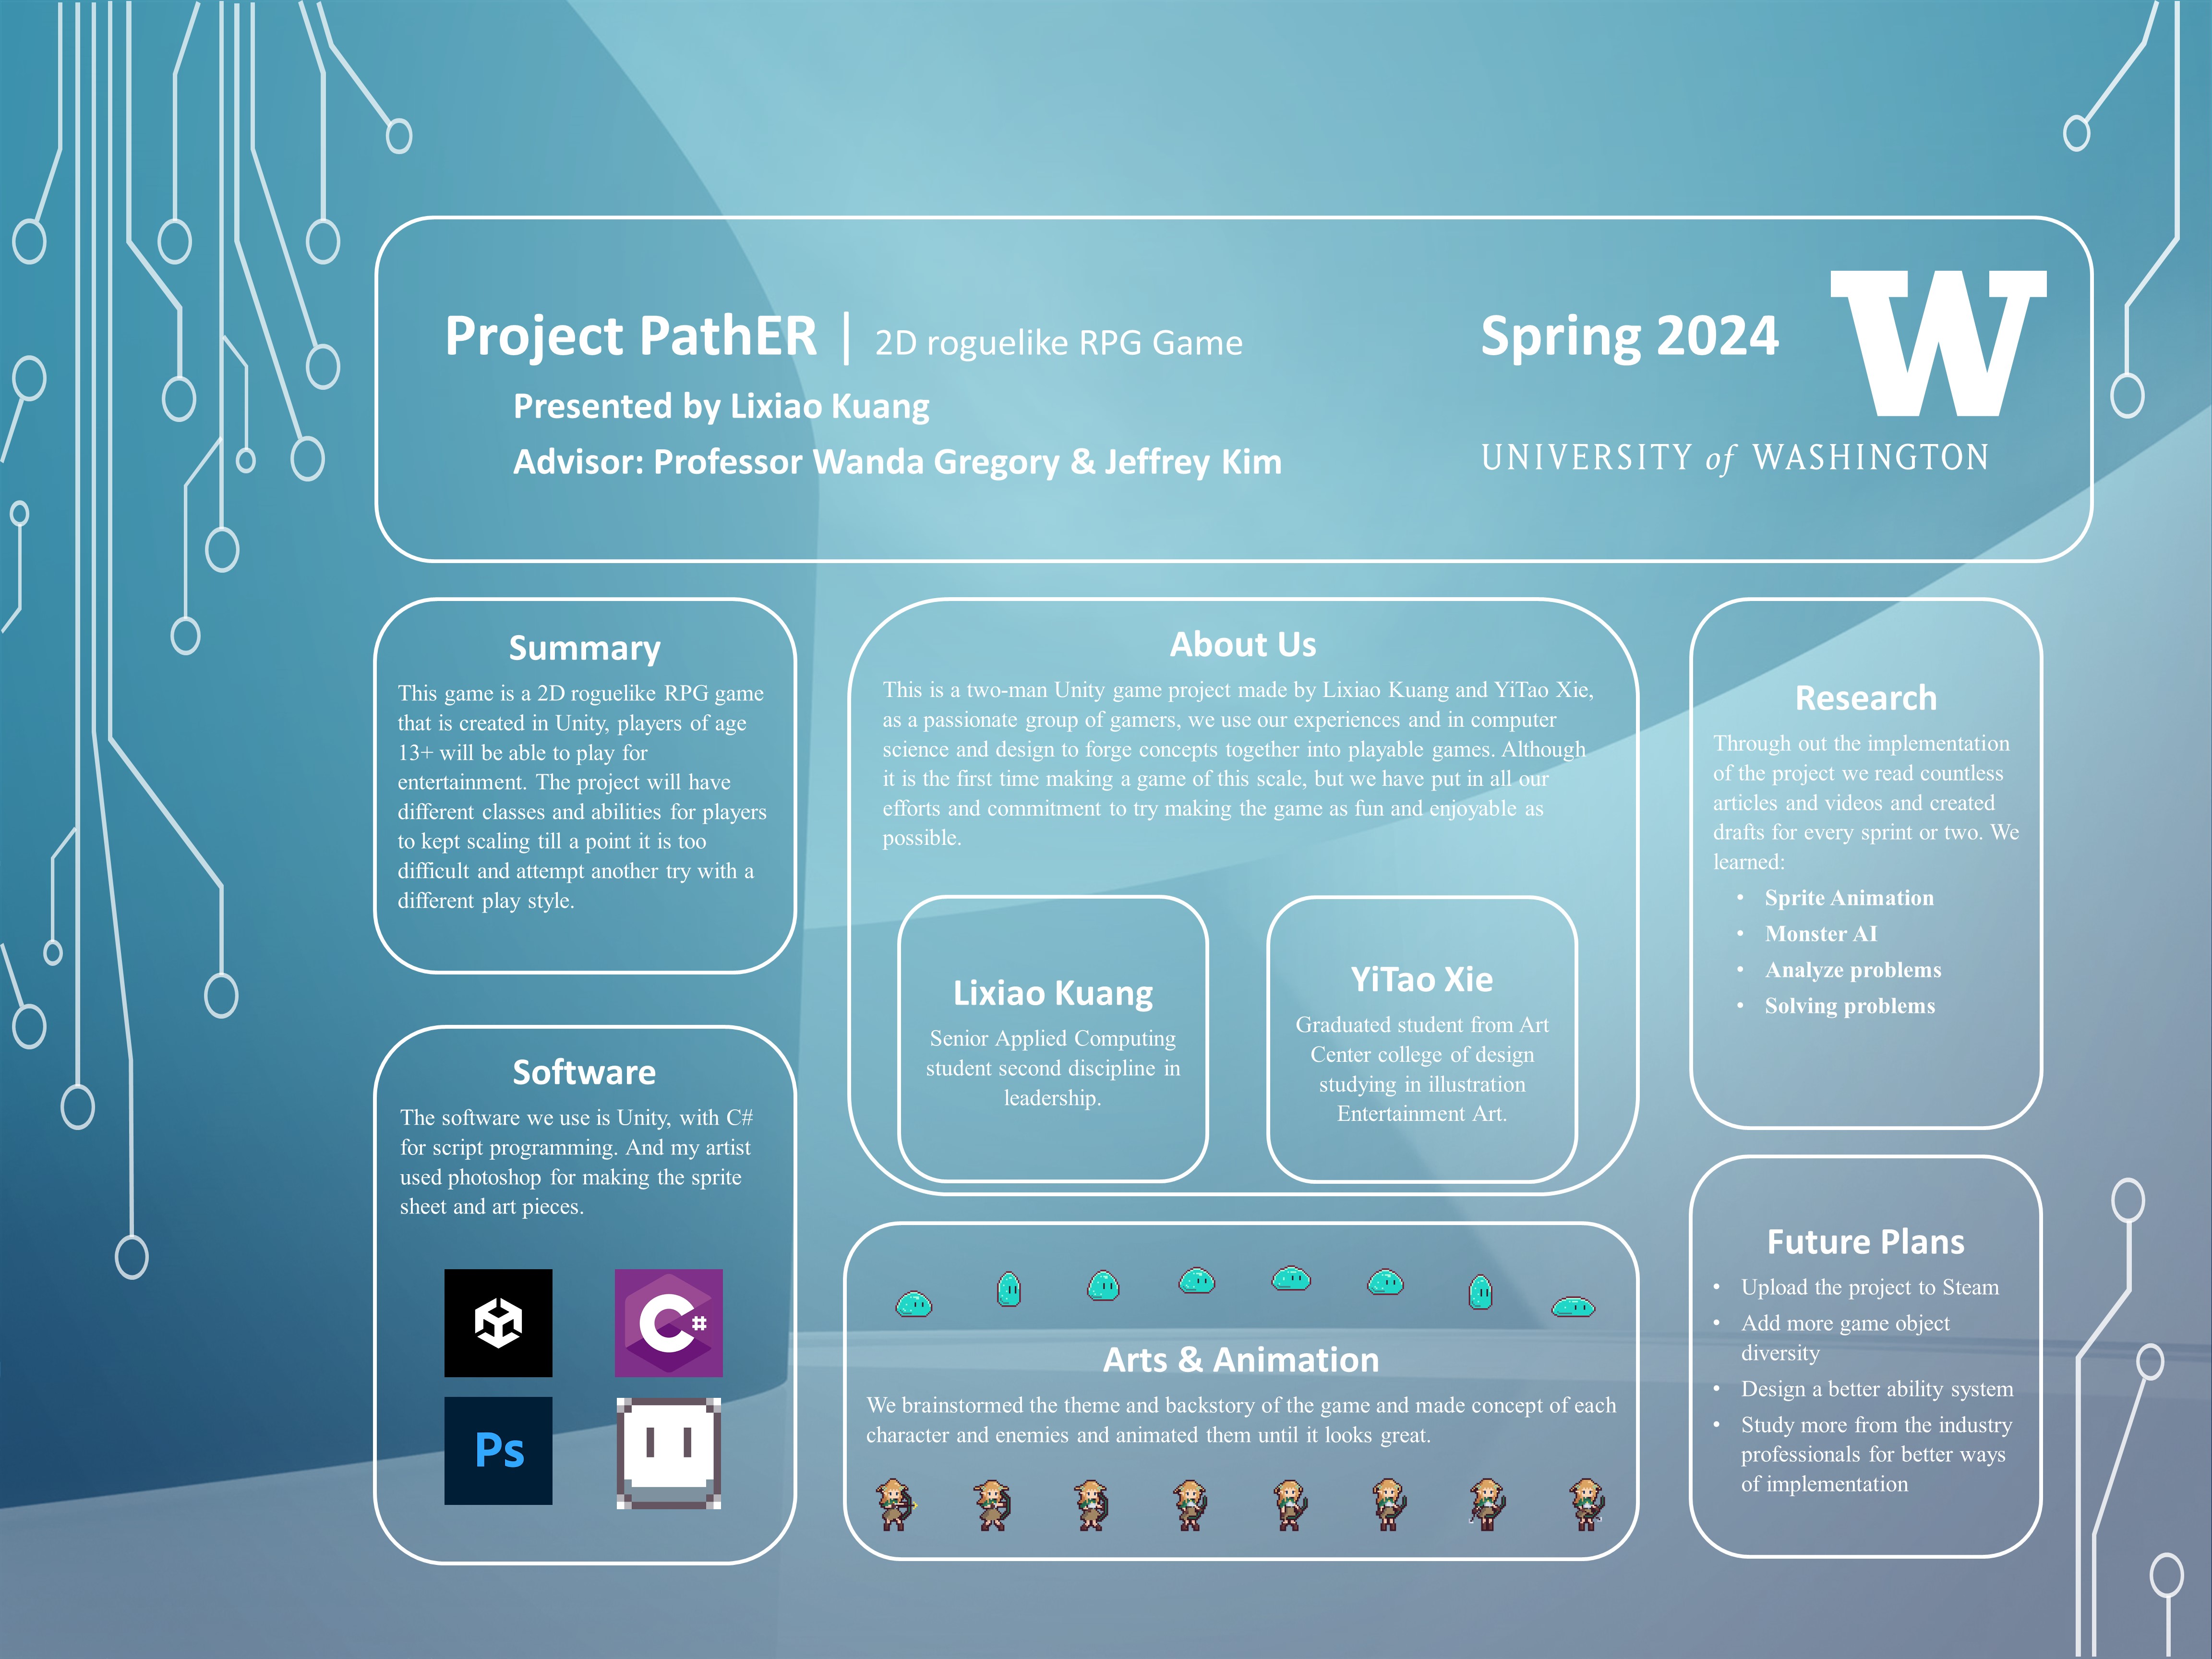 Project PathER | 2D roguelike RPG Game
Presented by Lixiao Kuang
Advisor: Professor Wanda Gregory & Jeffrey Kim
Spring 2024
W
UNIVERSITY of WASHINGTON
Summary
This game is a 2D roguelike RPG game
that is created in Unity, players of age
13+ will be able to play for
entertainment. The project will have
different classes and abilities for players
to kept scaling till a point it is too
difficult and attempt another try with a
different play style.
Software
The software we use is Unity, with C#
for script programming. And my artist
used photoshop for making the sprite
sheet and art pieces.
C#
Ps
About Us
This is a two-man Unity game project made by Lixiao Kuang and YiTao Xie,
as a passionate group of gamers, we use our experiences and in computer
science and design to forge concepts together into playable games. Although
it is the first time making a game of this scale, but we have put in all our
efforts and commitment to try making the game as fun and enjoyable as
possible.
Lixiao Kuang
Senior Applied Computing
student second discipline in
leadership.
YiTao Xie
Graduated student from Art
Center college of design
studying in illustration
Entertainment Art.
Arts & Animation
We brainstormed the theme and backstory of the game and made concept of each
character and enemies and animated them until it looks great.
Research
Through out the implementation
of the project we read countless
articles and videos and created
drafts for every sprint or two. We
learned:
• Sprite Animation
• Monster AI
• Analyze problems
• Solving problems
Future Plans
• Upload the project to Steam
• Add more game object
diversity
• Design a better ability system
• Study more from the industry
professionals for better ways
of implementation